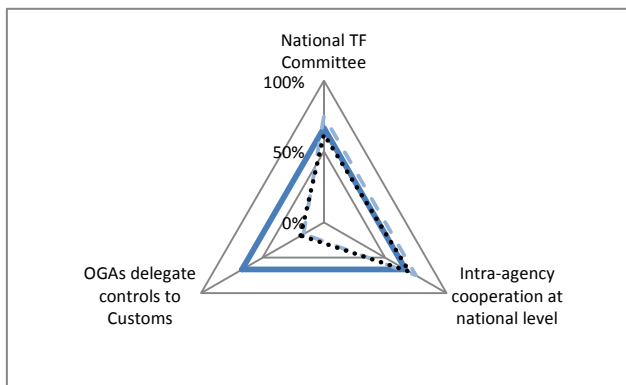 National TF
Committee
100%
50%
0%
OGAs delegate
controls to
Customs
Intra-agency
cooperation at
national level